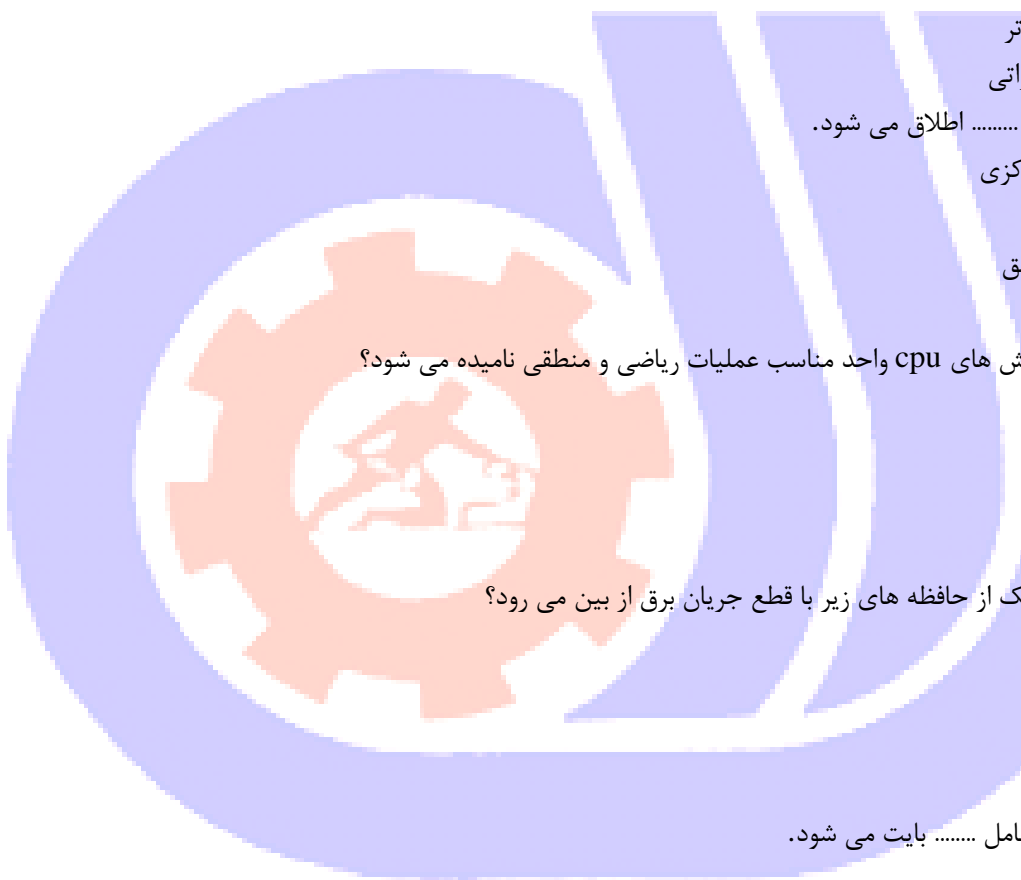 تر
اتی
......... اطلاق می شود.
کزی
ق
ش های cpu واحد مناسب عملیات ریاضی و منطقی نامیده می شود؟
ک از حافظه های زیر با قطع جریان برق از بین می رود؟
امل ........ بایت می شود.